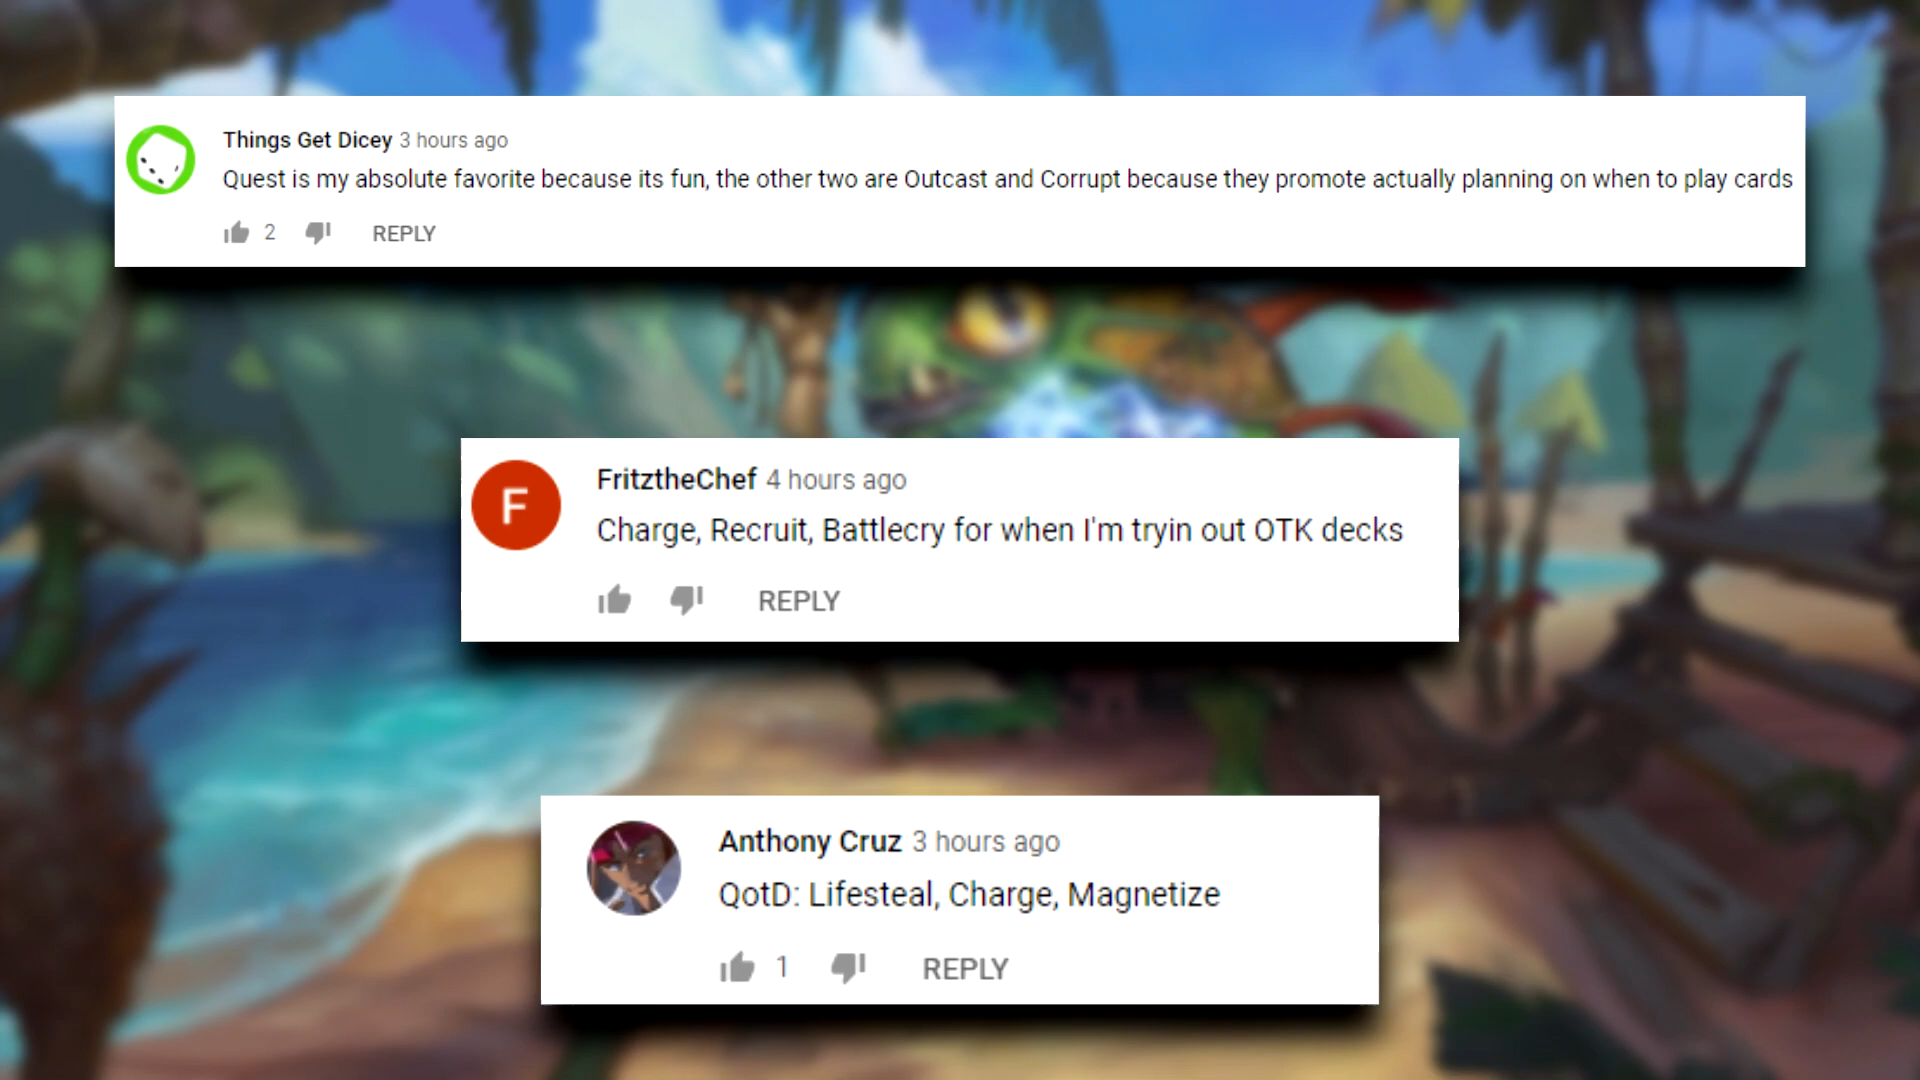 Things Get Dicey 3 hours ago
Quest is my absolute favorite because its fun, the other two are Outcast and Corrupt because they promote actually planning on when to play cards
2 REPLY
F
FritztheChef 4 hours ago
Charge, Recruit, Battlecry for when I'm tryin out OTK decks
REPLY
Anthony Cruz 3 hours ago
QotD: Lifesteal, Charge, Magnetize
1 REPLY